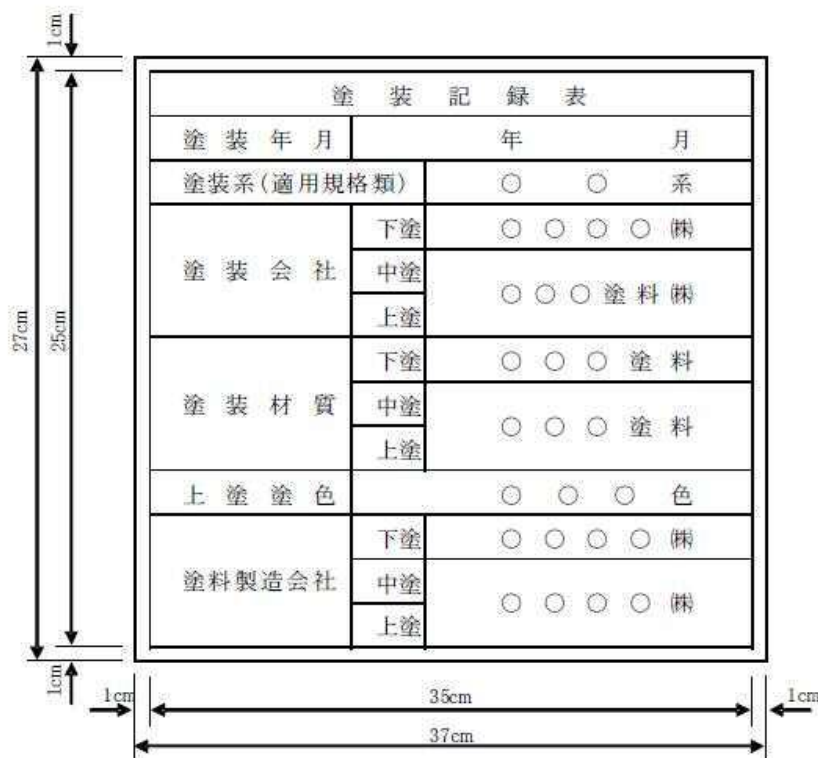 1cm
27cm
25cm
塗装記録表
塗装年月 年 月
塗装系(適用規格類) ○ ○ 系
塗装会社 下塗 ○ ○ ○ ○ ㈱
中塗 ○ ○ ○ 塗料㈱
上塗
塗装材質 下塗 ○ ○ ○ 塗料
中塗 ○ ○ ○ 塗料
上塗
上塗塗色 ○ ○ ○ 色
塗料製造会社 下塗 ○ ○ ○ ○ ㈱
中塗 ○ ○ ○ ○ ㈱
上塗
1cm
1cm 35cm 1cm
37cm